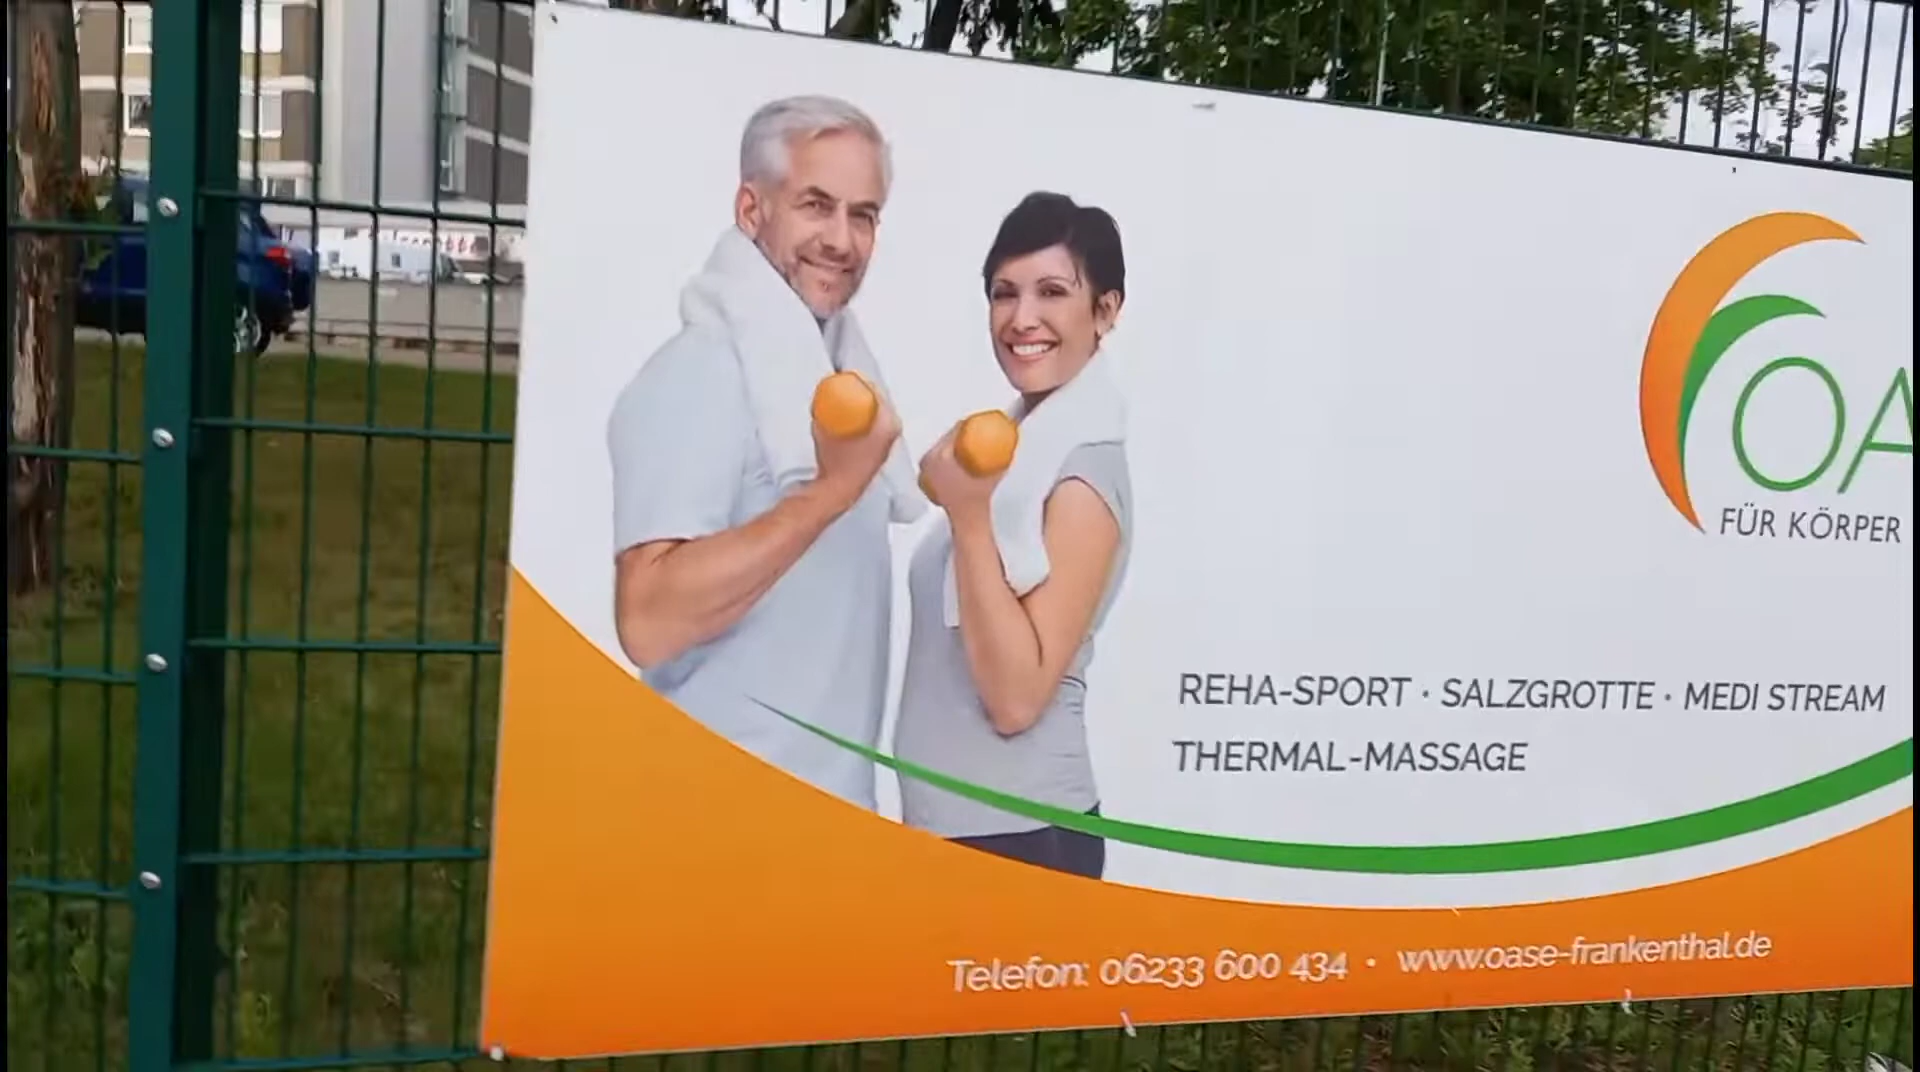 OA
FÜR KÖRPER
REHA-SPORT · SALZGROTTE · MEDI STREAM
THERMAL-MASSAGE
Telefon: 06233 600 434 · www.oase-frankenthal.de